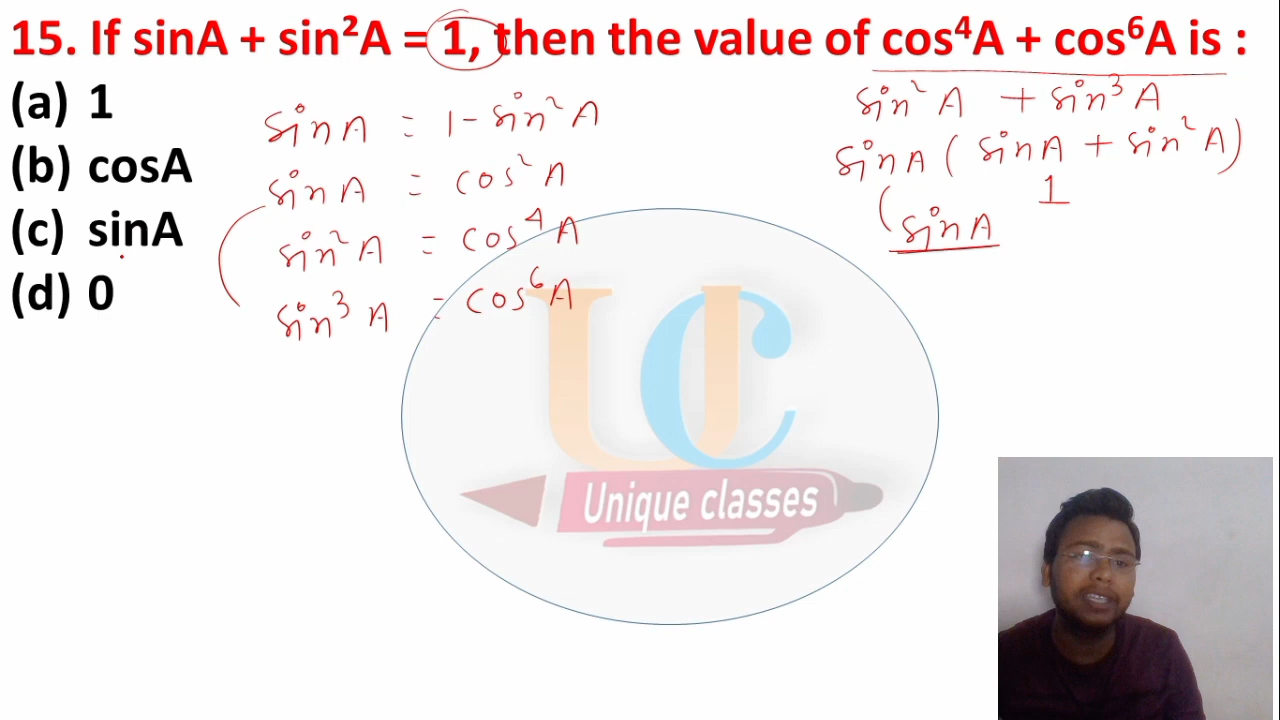 15. If sinA + sin²A = 1, then the value of cos⁴A + cos⁶A is :
(a) 1
(b) cosA
(c) sinA
(d) 0
sinA = 1 - sin²A
sinA = cos²A
sin²A = cos⁴A
sin³A = cos⁶A
sin²A + sin³A
sinA ( sinA + sin²A)
1
sinA
UC
Unique classes